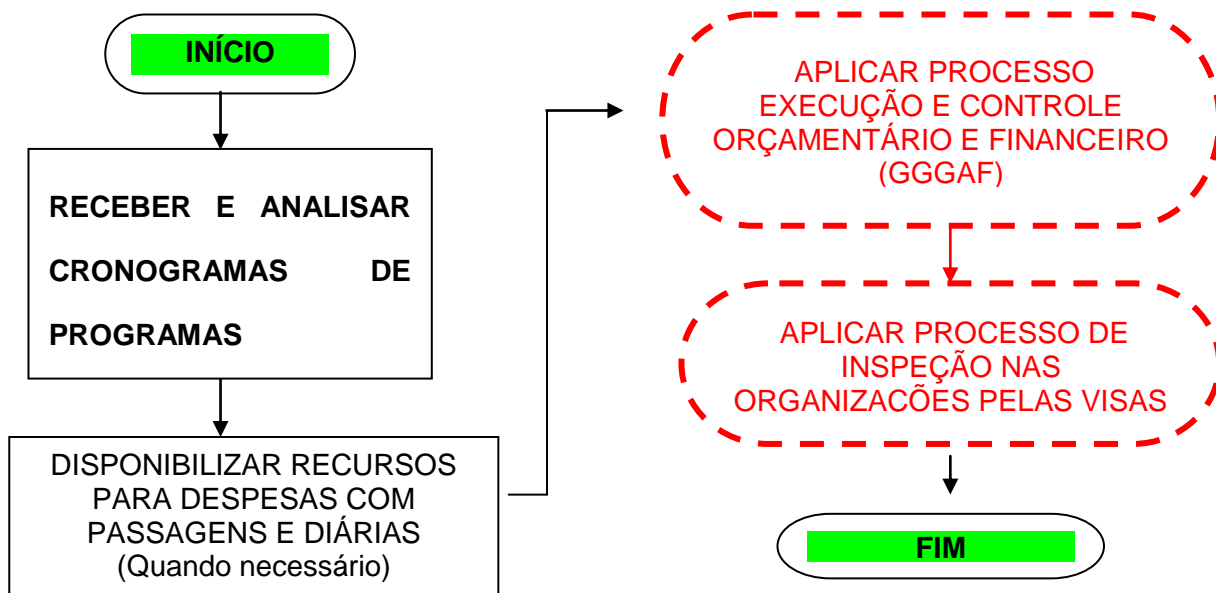 INÍCIO
RECEBER E ANALISAR
CRONOGRAMAS DE
PROGRAMAS
DISPONIBILIZAR RECURSOS
PARA DESPESAS COM
PASSAGENS E DIÁRIAS
(Quando necessário)
APLICAR PROCESSO
EXECUÇÃO E CONTROLE
ORÇAMENTÁRIO E FINANCEIRO
(GGGAF)
APLICAR PROCESSO DE
INSPEÇÃO NAS
ORGANIZACÕES PELAS VISAS
FIM